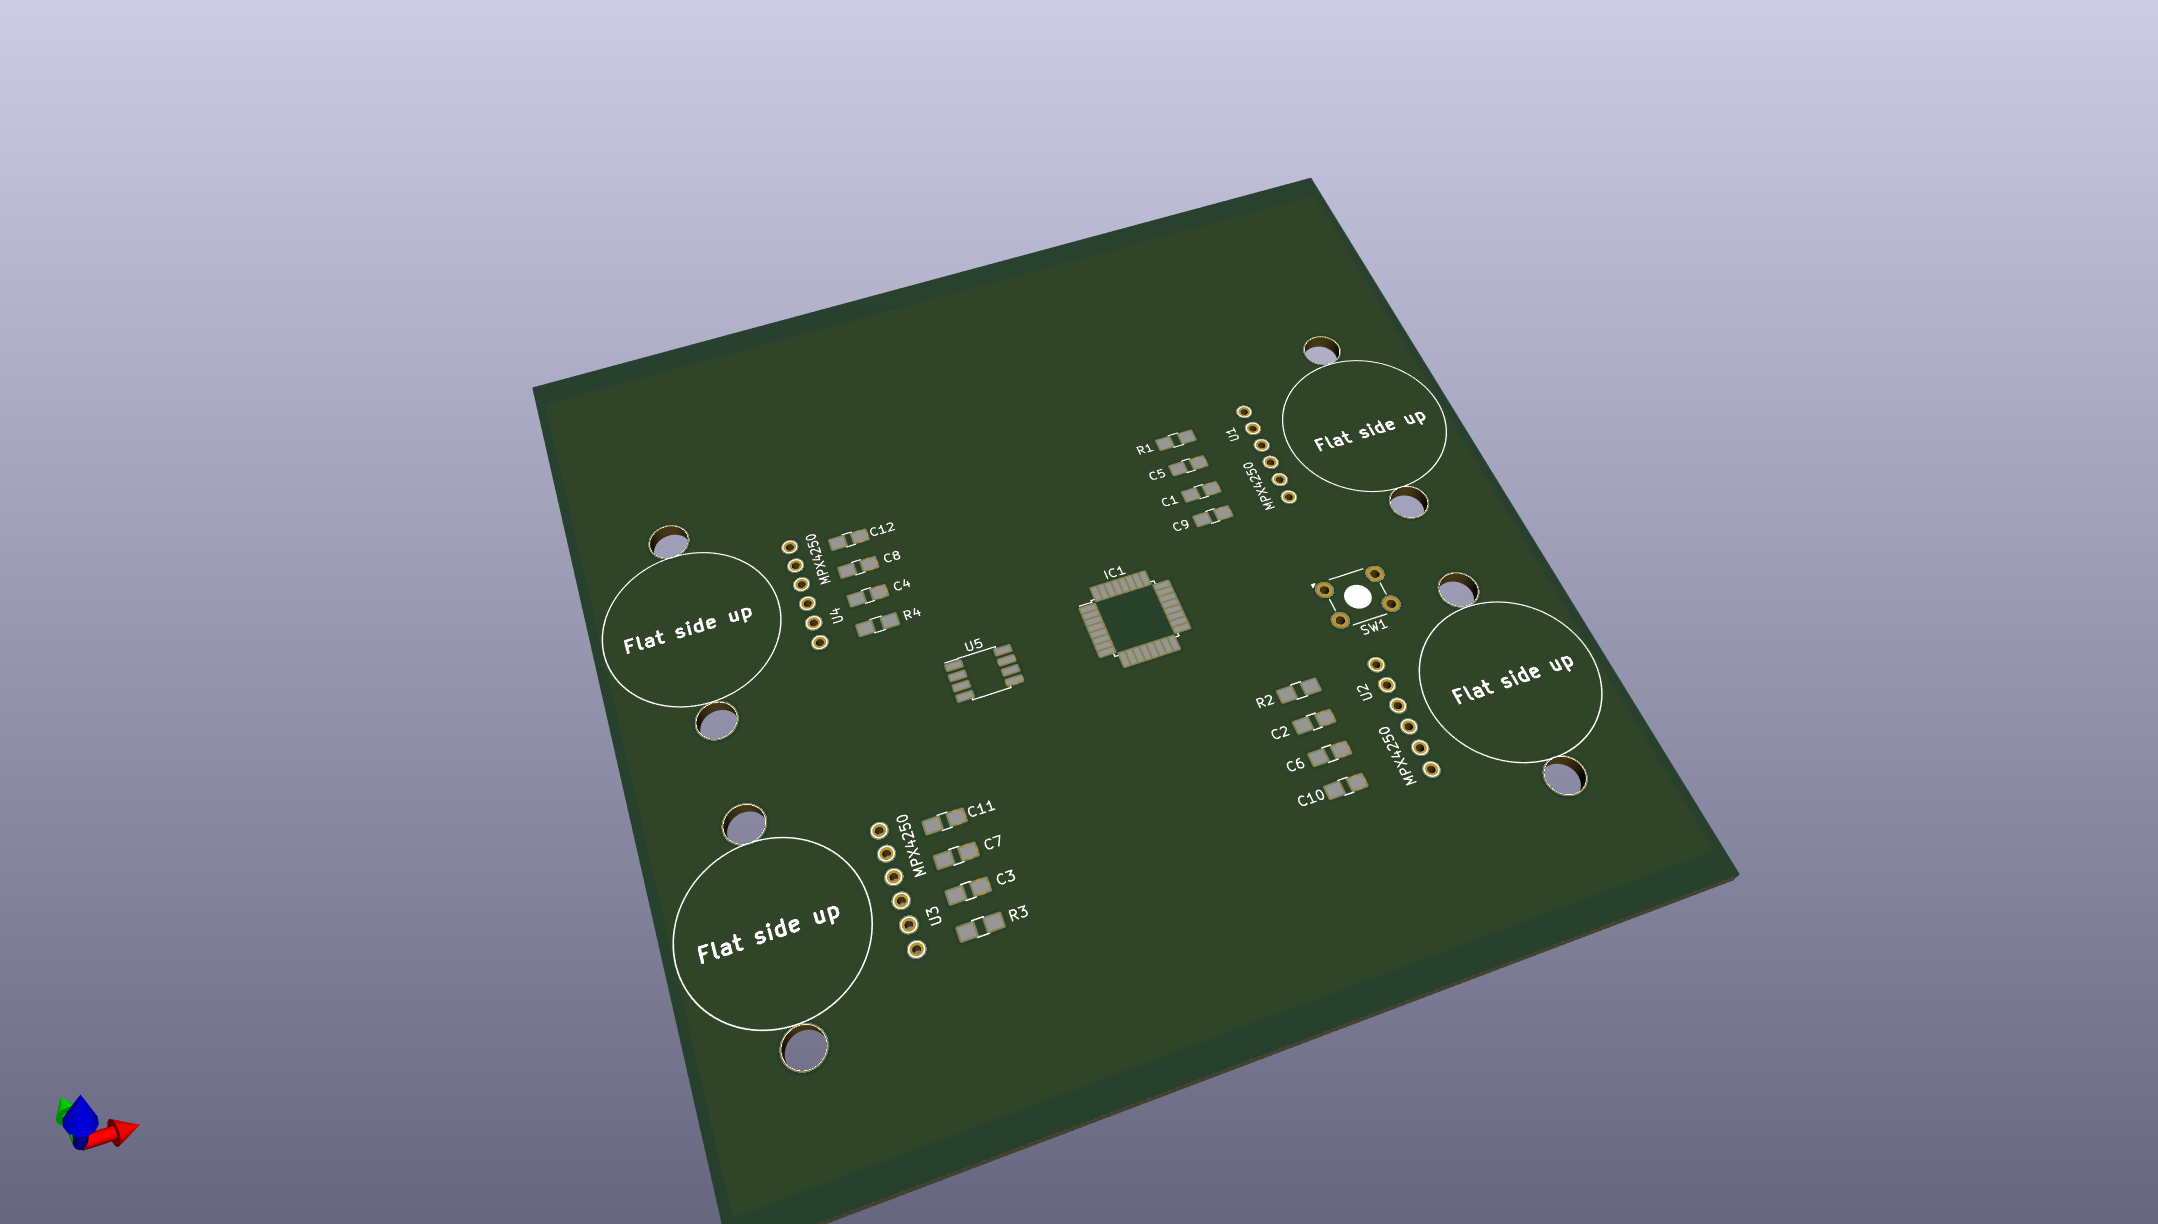 Flat side up
U1
R1
C5
MPX4250
C1
C9
C12
MPX4250
C8
IC1
C4
U4
R4
Flat side up
SW1
U5
Flat side up
U2
R2
C2
MPX4250
C6
C10
C11
MPX4250
C7
C3
U3
R3
Flat side up